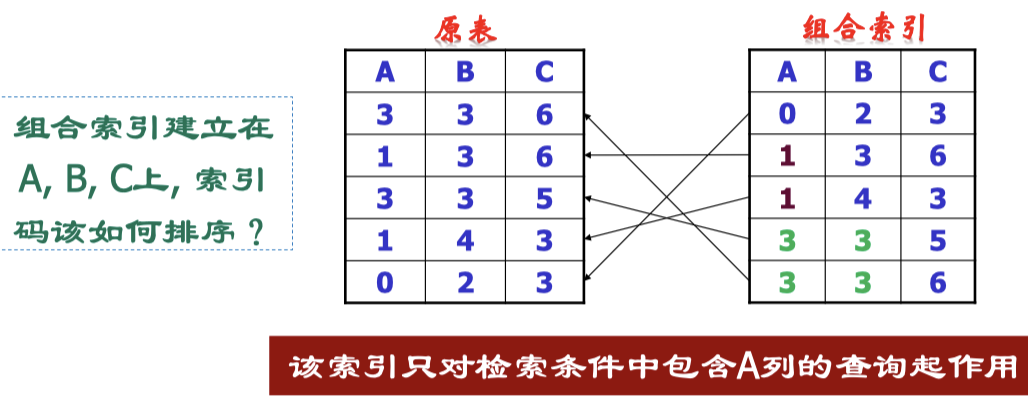 原表
组合索引
组合索引建立在
A, B, C上, 索引
码该如何排序？
A B C
3 3 6
1 3 6
3 3 5
1 4 3
0 2 3
A B C
0 2 3
1 3 6
1 4 3
3 3 5
3 3 6
该索引只对检索条件中包含A列的查询起作用